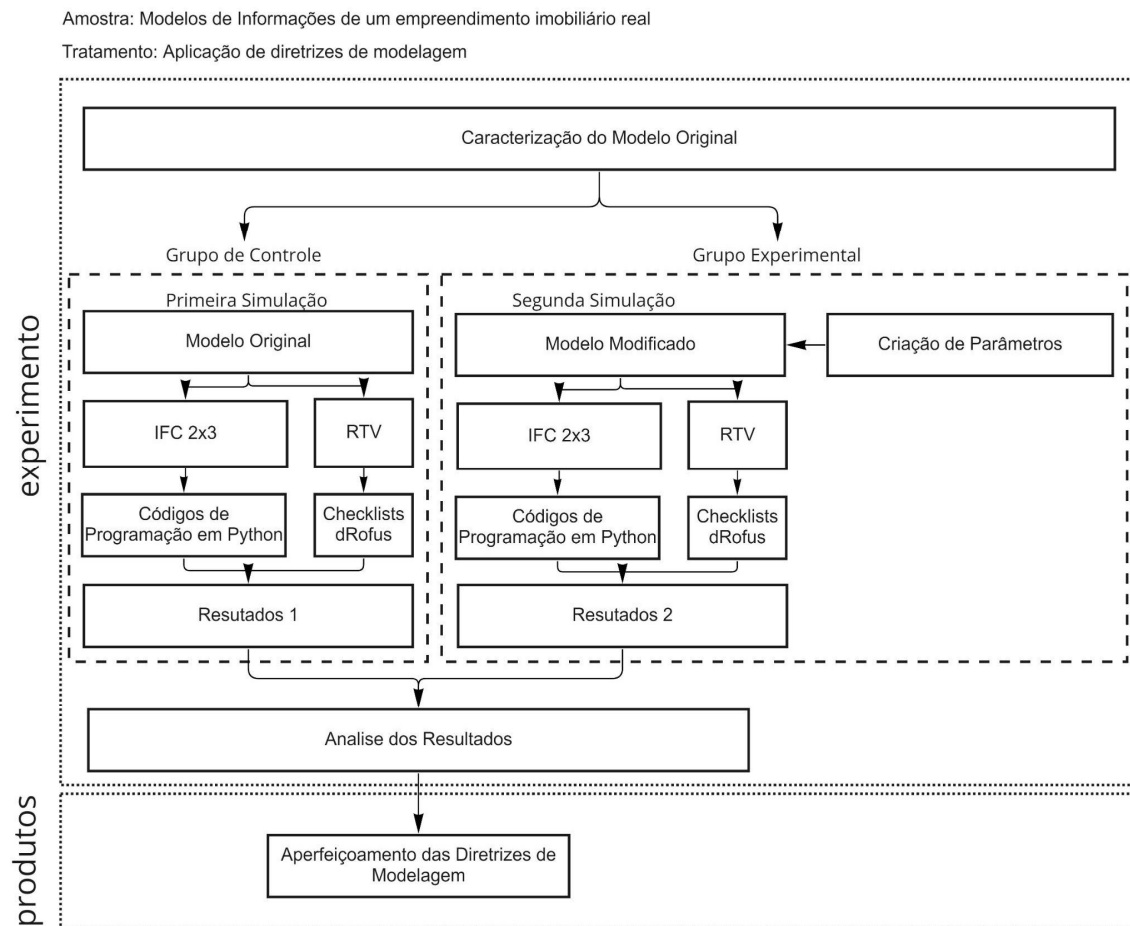 Amostra: Modelos de Informações de um empreendimento imobiliário real
Tratamento: Aplicação de diretrizes de modelagem
experimento
Caracterização do Modelo Original
Grupo de Controle
Grupo Experimental
Primeira Simulação
Modelo Original
IFC 2x3
RTV
Códigos de
Programação em Python
Checklists
dRofus
Resutados 1
Segunda Simulação
Modelo Modificado
Criação de Parâmetros
IFC 2x3
RTV
Códigos de
Programação em Python
Checklists
dRofus
Resutados 2
Analise dos Resultados
produtos
Aperfeiçoamento das Diretrizes de
Modelagem